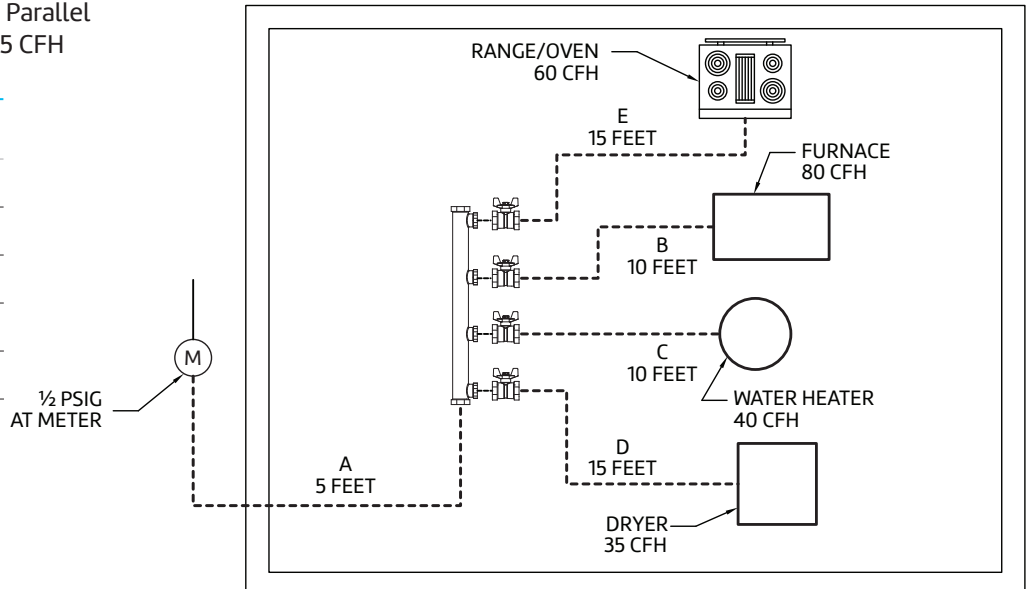 Parallel
5 CFH
RANGE/OVEN
60 CFH
E
15 FEET
FURNACE
80 CFH
B
10 FEET
M
C
10 FEET
½ PSIG
AT METER
WATER HEATER
40 CFH
A
5 FEET
D
15 FEET
DRYER
35 CFH